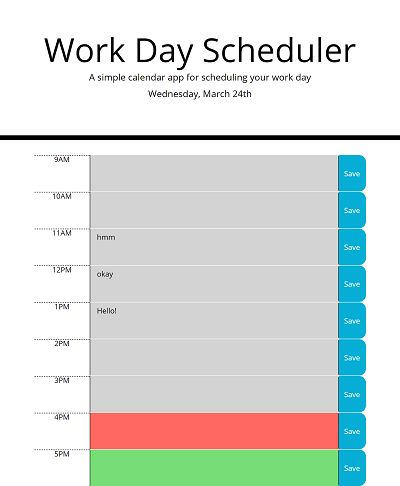 Work Day Scheduler
A simple calendar app for scheduling your work day
Wednesday, March 24th
9AM Save
10AM Save
11AM hmm Save
12PM okay Save
1PM Hello! Save
2PM Save
3PM Save
4PM Save
5PM Save